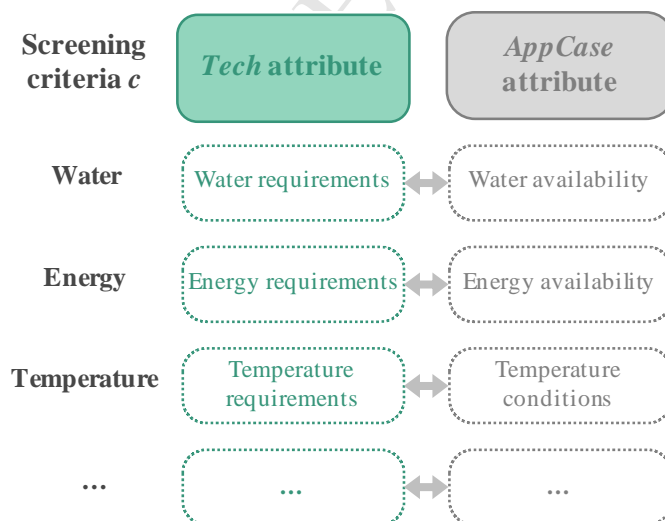 Screening
criteria c
Tech attribute
AppCase
attribute
Water
Water requirements
Water availability
Energy
Energy requirements
Energy availability
Temperature
Temperature
requirements
Temperature
conditions
...
...
...